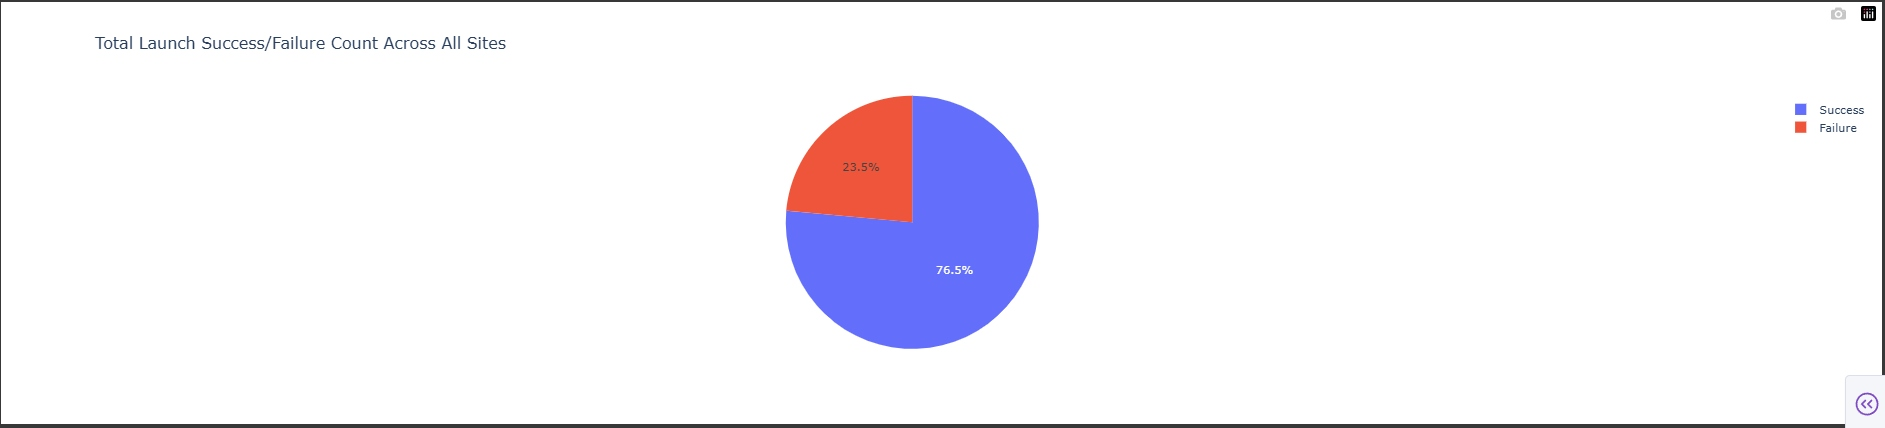 Total Launch Success/Failure Count Across All Sites
Success
Failure
23.5%
76.5%